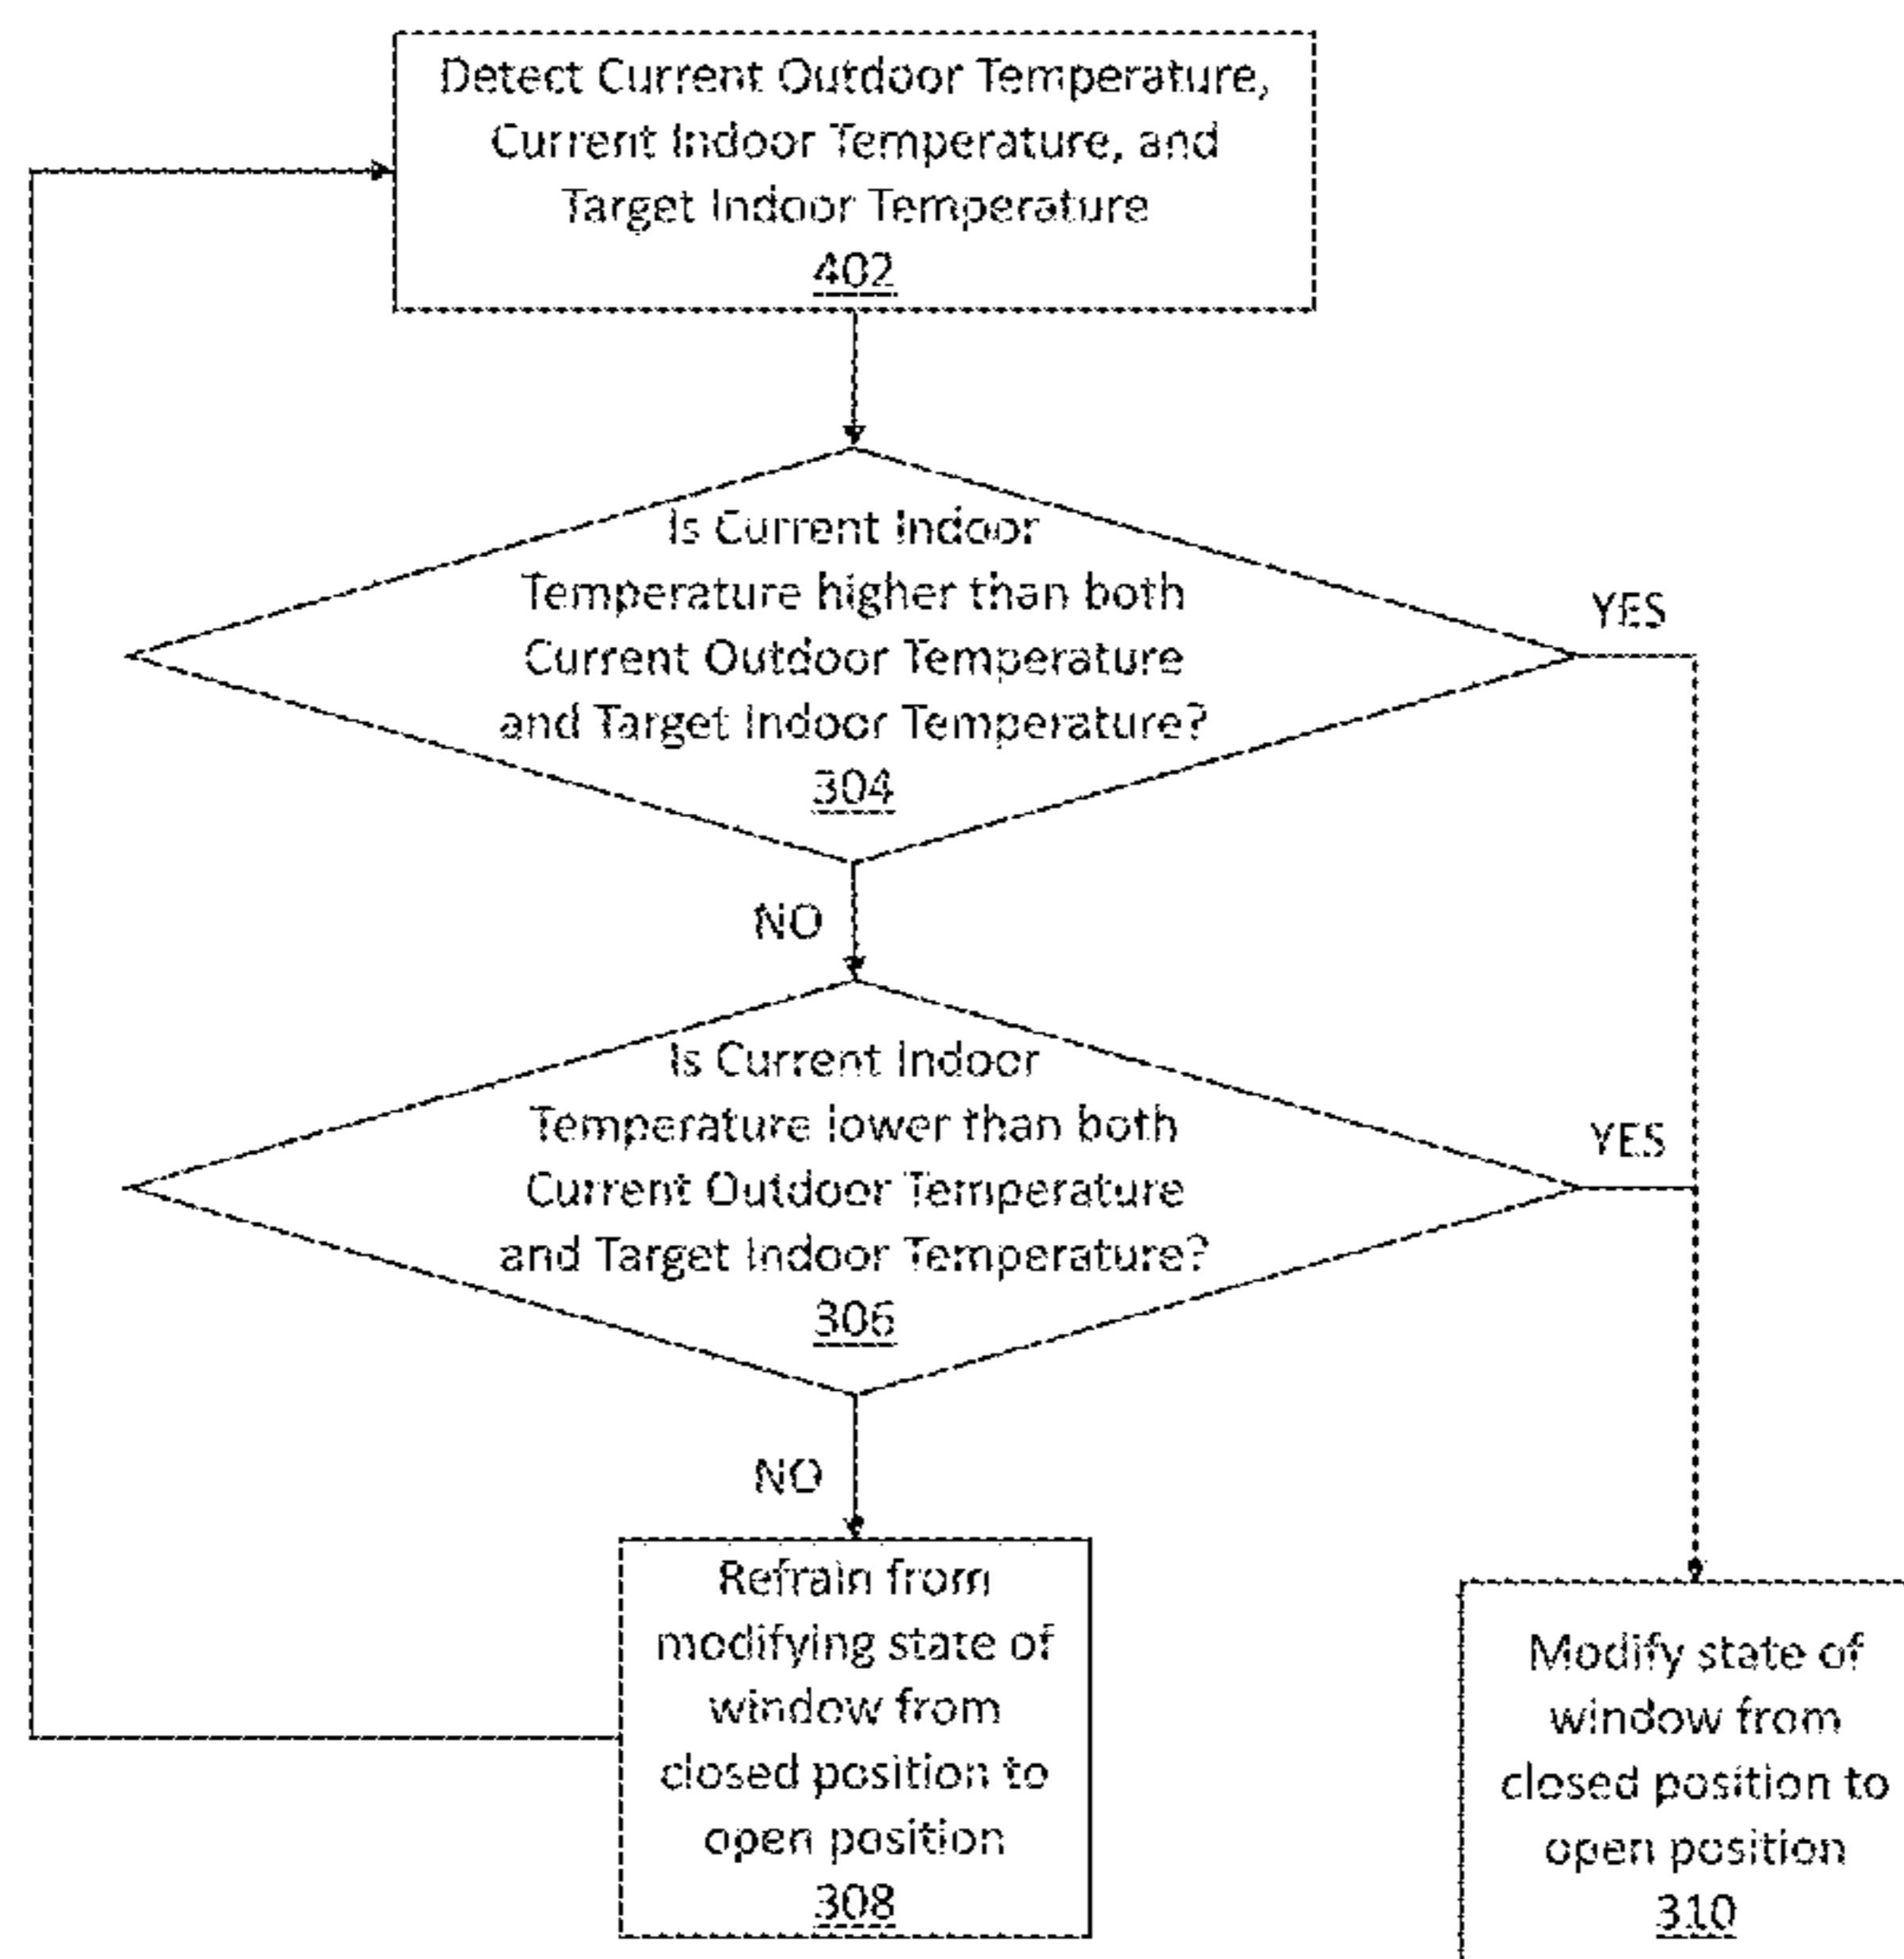 Detect Current Outdoor Temperature,
Current Indoor Temperature, and
Target Indoor Temperature
402
Is Current Indoor
Temperature higher than both
Current Outdoor Temperature
and Target Indoor Temperature?
304
YES
NO
Is Current Indoor
Temperature lower than both
Current Outdoor Temperature
and Target Indoor Temperature?
306
YES
NO
Refrain from
modifying state of
window from
closed position to
open position
308
Modify state of
window from
closed position to
open position
310